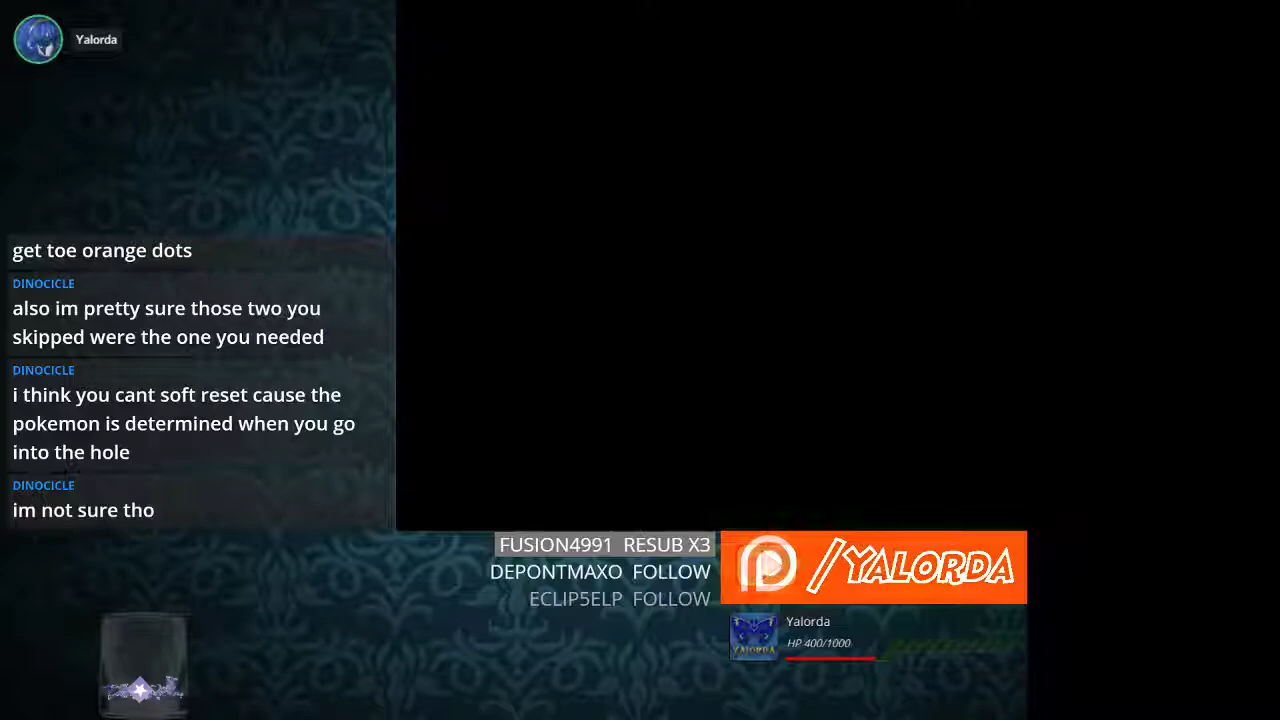 Yalorda
get toe orange dots
DINOCICLE
also im pretty sure those two you
skipped were the one you needed
DINOCICLE
i think you cant soft reset cause the
pokemon is determined when you go
into the hole
DINOCICLE
im not sure tho
FUSION4991 RESUB X3
DEPONTMAXO FOLLOW
ECLIP5ELP FOLLOW
/YALORDA
Yalorda
HP 400/1000
YALORDA